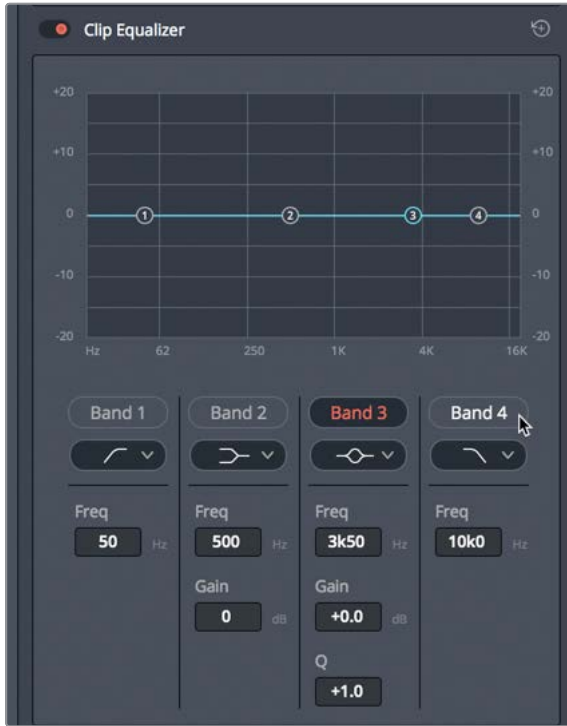 Clip Equalizer
+20 +20
+10 +10
0 1 2 3 4 0
-10 -10
-20 -20
Hz 62 250 1K 4K 16K
Band 1 Band 2 Band 3 Band 4
Freq Freq Freq Freq
50 Hz 500 Hz 3k50 Hz 10k0 Hz
Gain Gain
0 dB +0.0 dB
Q
+1.0